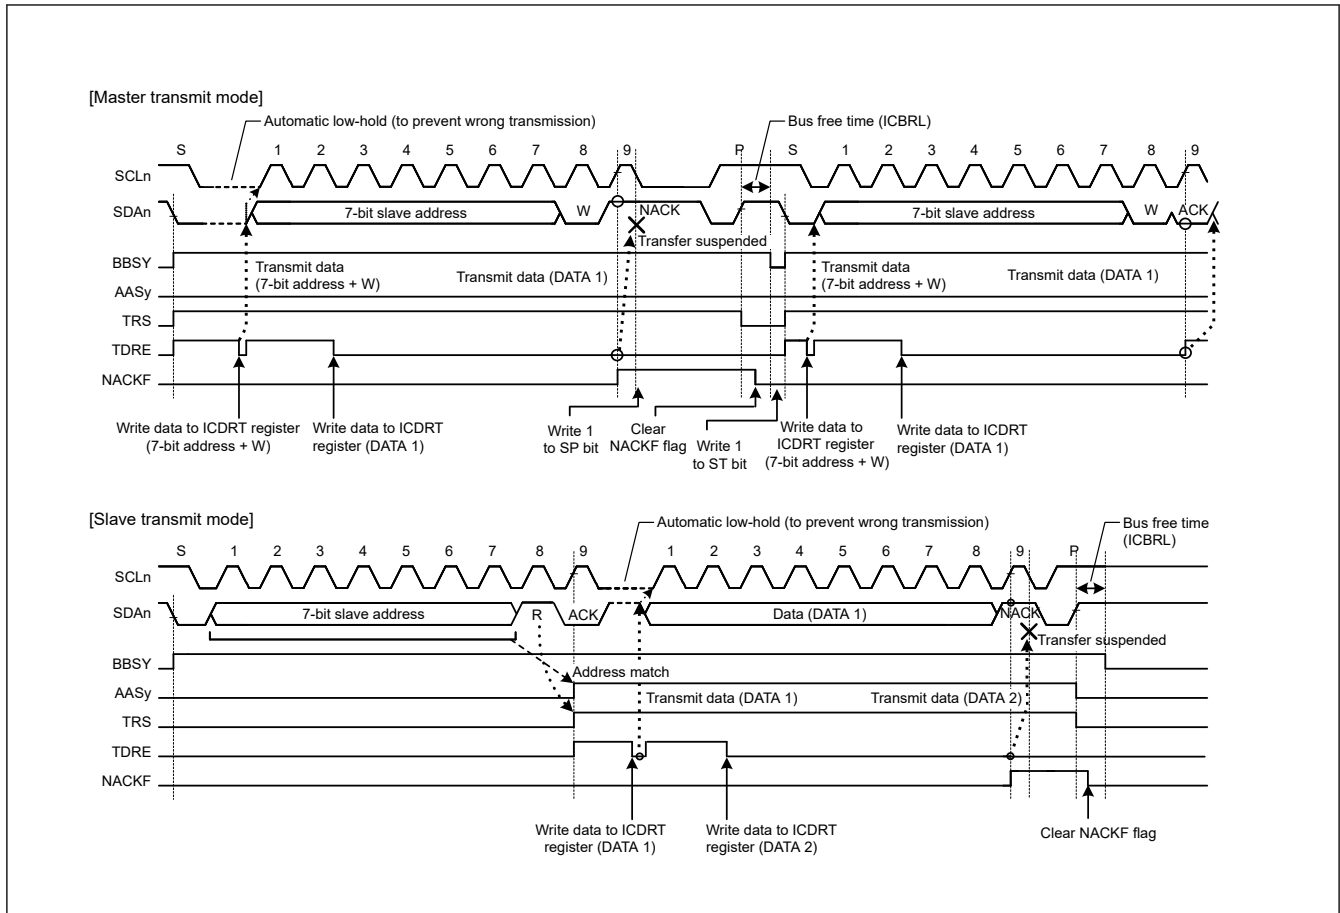 [Master transmit mode]
Automatic low-hold (to prevent wrong transmission)
Bus free time (ICBRL)
S 1 2 3 4 5 6 7 8 9 P S 1 2 3 4 5 6 7 8 9
SCLn
SDAn 7-bit slave address W NACK 7-bit slave address W ACK
Transfer suspended
BBSY
Transmit data
(7-bit address + W)
Transmit data (DATA 1)
Transmit data
(7-bit address + W)
Transmit data (DATA 1)
AASy
TRS
TDRE
NACKF
Write data to ICDRT register
(7-bit address + W)
Write data to ICDRT
register (DATA 1)
Write 1
to SP bit
Clear
NACKF flag
Write 1
to ST bit
Write data to
ICDRT register
(7-bit address + W)
Write data to ICDRT
register (DATA 1)
[Slave transmit mode]
Automatic low-hold (to prevent wrong transmission)
Bus free time
(ICBRL)
S 1 2 3 4 5 6 7 8 9 1 2 3 4 5 6 7 8 9 P
SCLn
SDAn 7-bit slave address R ACK Data (DATA 1) NACK
Transfer suspended
BBSY
Address match
AASy
Transmit data (DATA 1) Transmit data (DATA 2)
TRS
TDRE
NACKF
Write data to ICDRT
register (DATA 1)
Write data to ICDRT
register (DATA 2)
Clear NACKF flag